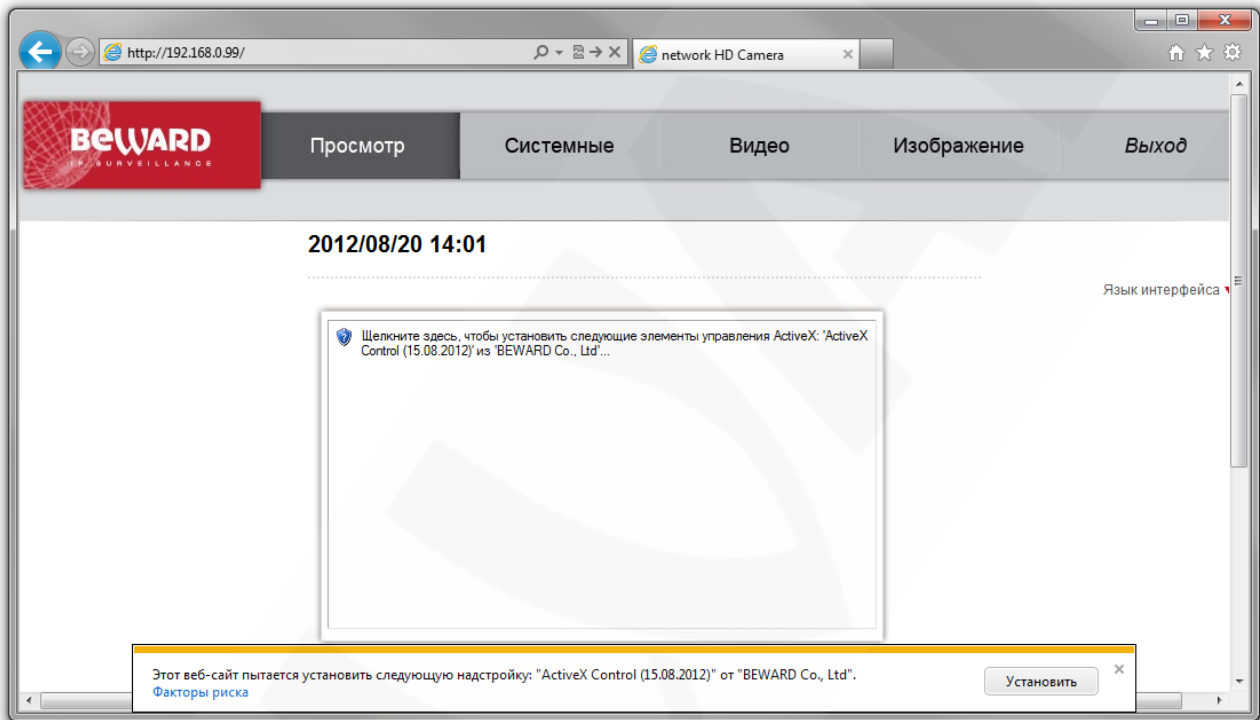 http://192.168.0.99/
network HD Camera
BEWARD
IP SURVEILLANCE
Просмотр
Системные
Видео
Изображение
Выход
2012/08/20 14:01
Язык интерфейса
Щелкните здесь, чтобы установить следующие элементы управления ActiveX: 'ActiveX
Control (15.08.2012)' из 'BEWARD Co., Ltd'...
Этот веб-сайт пытается установить следующую надстройку: "ActiveX Control (15.08.2012)" от "BEWARD Co., Ltd".
Факторы риска
Установить